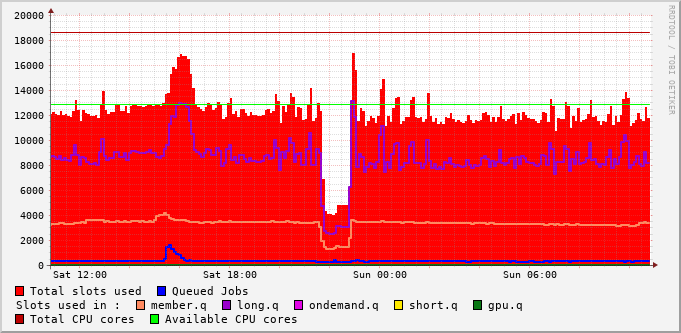 20000
18000
16000
14000
12000
10000
8000
6000
4000
2000
0
Sat 12:00 Sat 18:00 Sun 00:00 Sun 06:00
RRDTOOL / TOBI OETIKER
Total slots used Queued Jobs
Slots used in : member.q long.q ondemand.q short.q gpu.q
Total CPU cores Available CPU cores